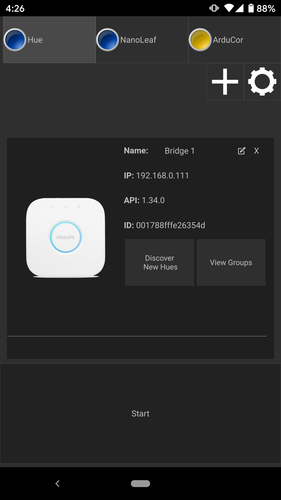 4:26
88%
Hue
NanoLeaf
ArduCor
Name: Bridge 1
X
IP: 192.168.0.111
API: 1.34.0
ID: 001788fffe26354d
PHILIPS
Discover
New Hues
View Groups
Start